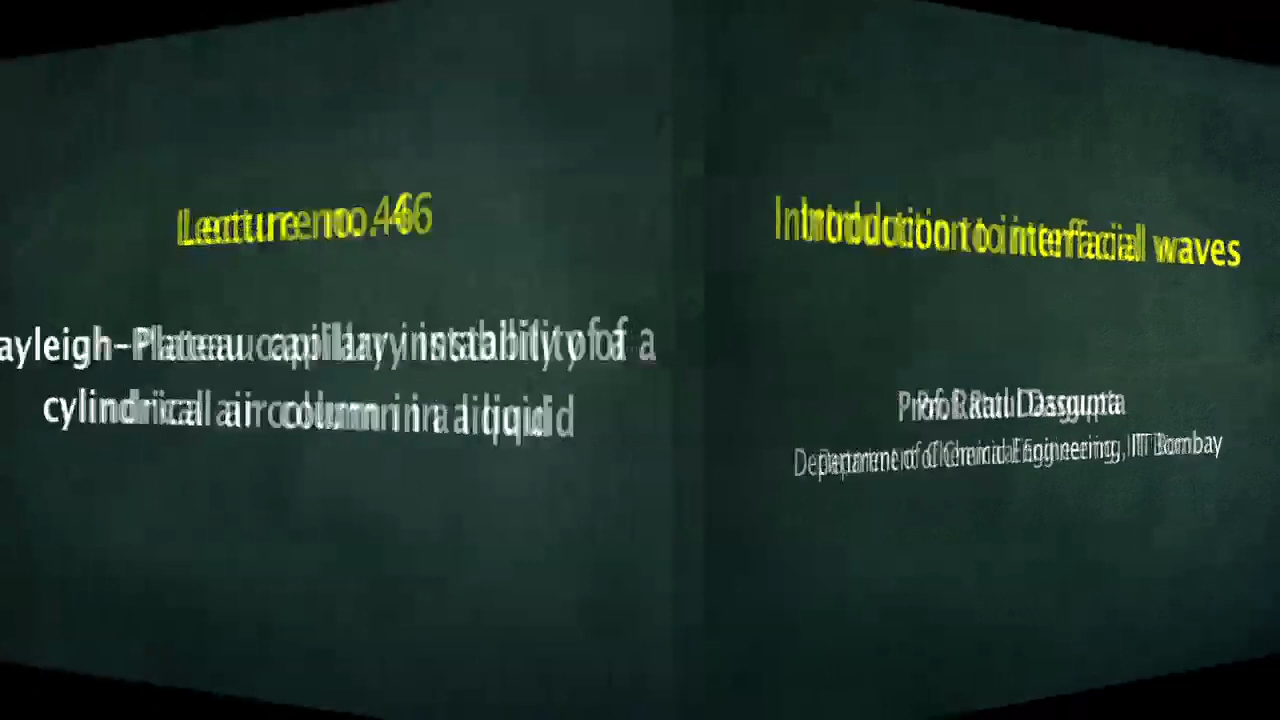 Lecture no. 46
ayleigh-Plateau capillary instability of a
cylindrical air column in a liquid
Introduction to interfacial waves
Prof. Ratul Dasgupta
Department of Chemical Engineering, IIT Bombay